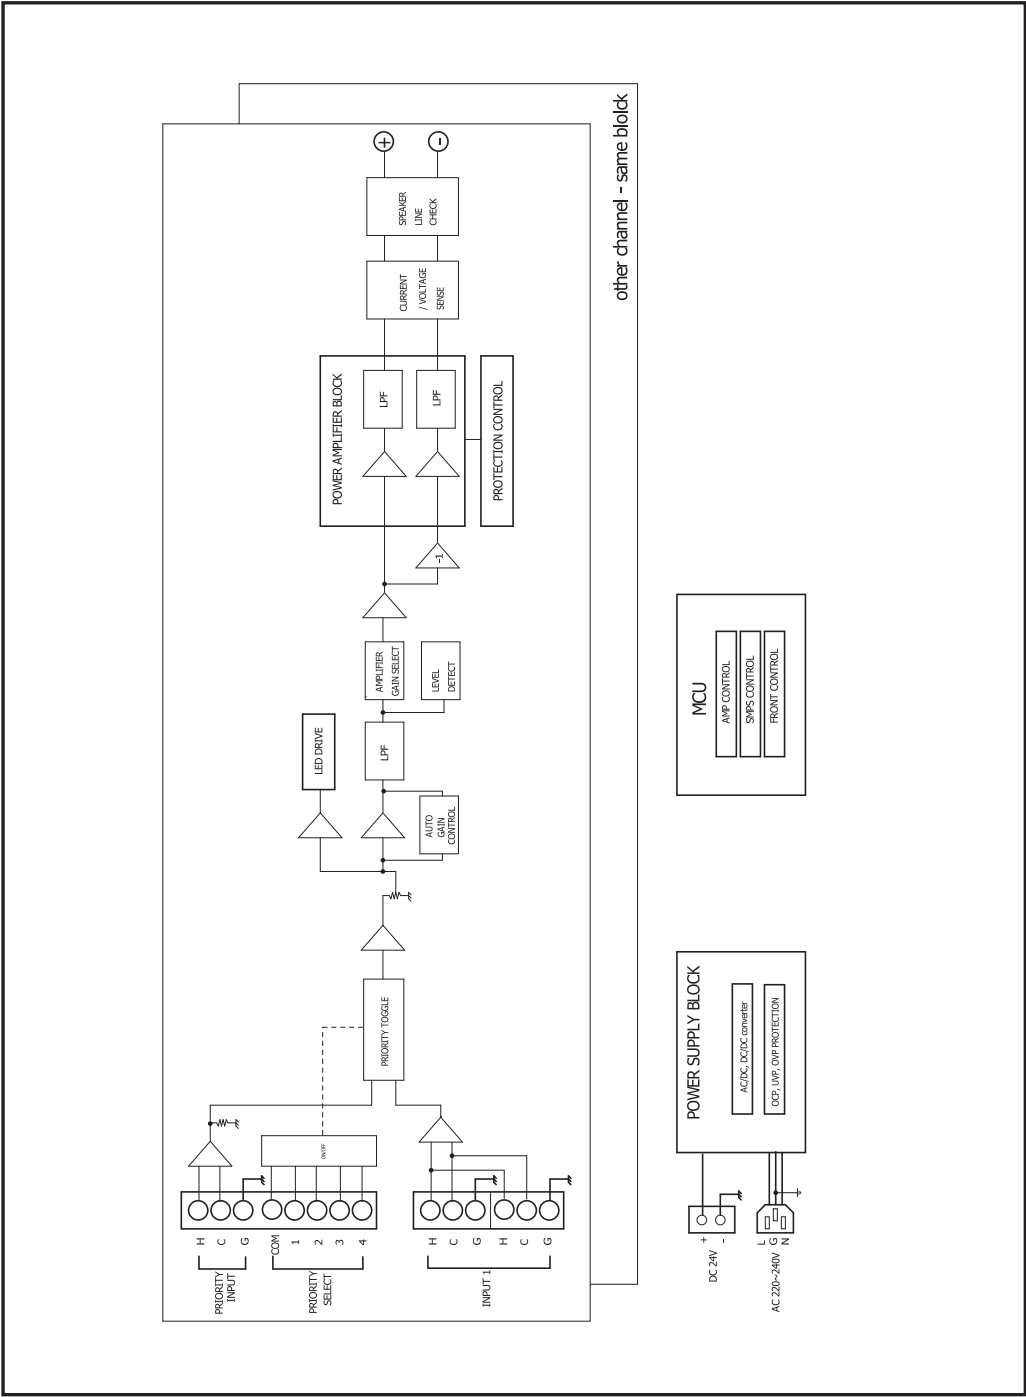 PRIORITY
INPUT
H
C
G
PRIORITY
SELECT
COM
1
2
3
4
INPUT 1
H
C
G
H
C
G
ON/OFF
PRIORITY TOGGLE
LED DRIVE
AUTO
GAIN
CONTROL
LPF
AMPLIFIER
GAIN SELECT
LEVEL
DETECT
-1
POWER AMPLIFIER BLOCK
LPF
LPF
PROTECTION CONTROL
CURRENT
/ VOLTAGE
SENSE
SPEAKER
LINE
CHECK
+
-
other channel - same blolck
DC 24V
+
-
AC 220~240V
L
G
N
POWER SUPPLY BLOCK
AC/DC, DC/DC converter
OCP, UVP, OVP PROTECTION
MCU
AMP CONTROL
SMPS CONTROL
FRONT CONTROL